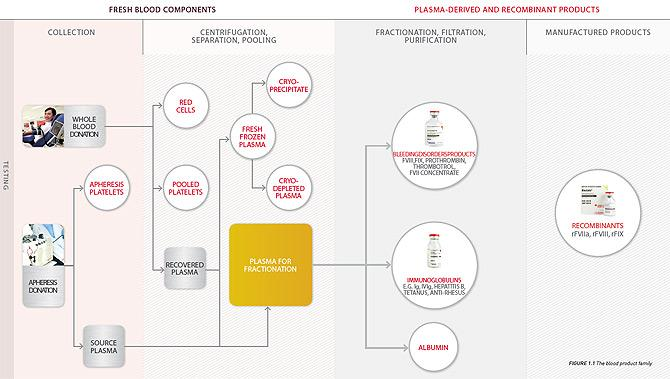 FRESH BLOOD COMPONENTS
PLASMA-DERIVED AND RECOMBINANT PRODUCTS
COLLECTION
CENTRIFUGATION,
SEPARATION, POOLING
FRACTIONATION, FILTRATION,
PURIFICATION
MANUFACTURED PRODUCTS
TESTING
WHOLE
BLOOD
DONATION
RED
CELLS
CRYO-
PRECIPITATE
FRESH
FROZEN
PLASMA
CRYO-
DEPLETED
PLASMA
APHERESIS
PLATELETS
POOLED
PLATELETS
APHERESIS
DONATION
RECOVERED
PLASMA
PLASMA FOR
FRACTIONATION
SOURCE
PLASMA
BLEEDINGDISORDERSPRODUCTS
FVIII,FIX, PROTHROMBIN,
THROMBOTROL,
FVII CONCENTRATE
IMMUNOGLOBULINS
E.G. Ig, IVIg, HEPATITIS B,
TETANUS, ANTI-RHESUS
ALBUMIN
RECOMBINANTS
rFVIIa, rFVIII, rFIX
FIGURE 1.1 The blood product family